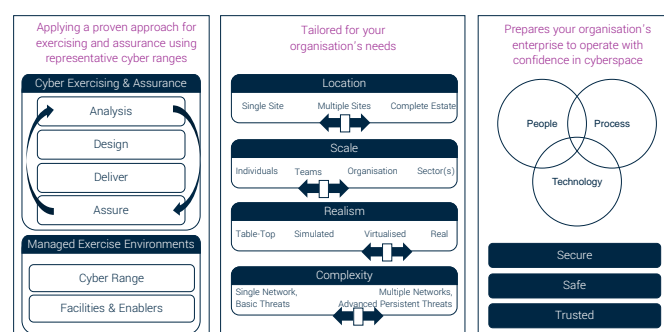 Applying a proven approach for
exercising and assurance using
representative cyber ranges
Cyber Exercising & Assurance
Analysis
Design
Deliver
Assure
Managed Exercise Environments
Cyber Range
Facilities & Enablers
Tailored for your
organisation's needs
Location
Single Site Multiple Sites Complete Estate
Scale
Individuals Teams Organisation Sector(s)
Realism
Table-Top Simulated Virtualised Real
Complexity
Single Network, Multiple Networks,
Basic Threats Advanced Persistent Threats
Prepares your organisation's
enterprise to operate with
confidence in cyberspace
People Process
Technology
Secure
Safe
Trusted